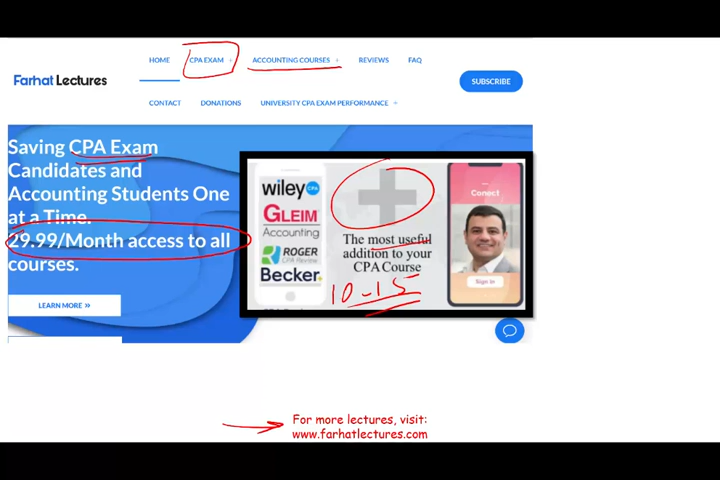 HOME
CPA EXAM
ACCOUNTING COURSES
REVIEWS
FAQ
Farhat Lectures
SUBSCRIBE
CONTACT
DONATIONS
UNIVERSITY CPA EXAM PERFORMANCE
Saving CPA Exam
Candidates and
Accounting Students One
at a Time.
29.99/Month access to all
courses.
LEARN MORE »
wiley CPA
GLEIM
Accounting
ROGER
CPA Review
Becker
The most useful
addition to your
CPA Course
10-15
Conect
Sign in
For more lectures, visit:
www.farhatlectures.com